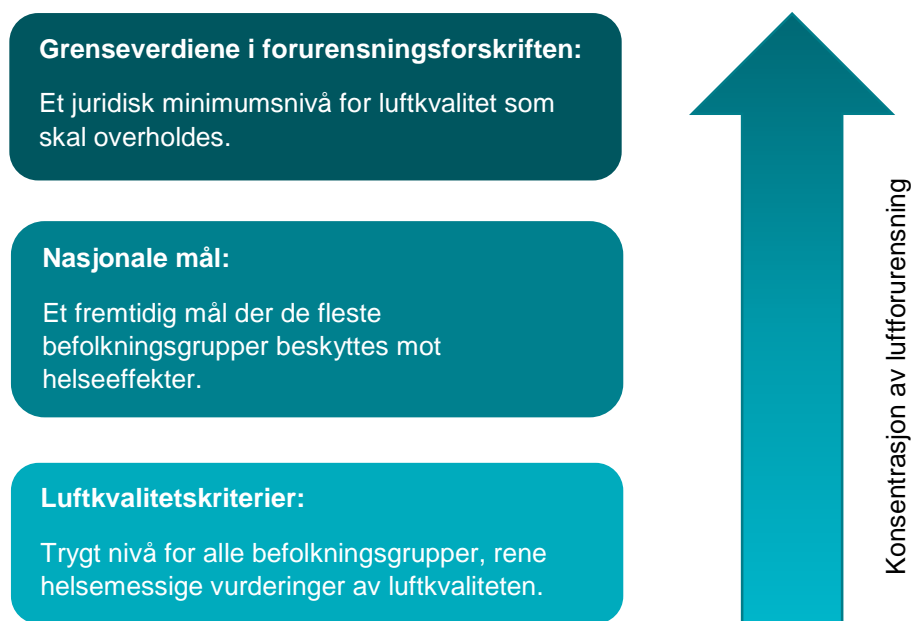 Grenseverdiene i forurensningsforskriften:
Et juridisk minimumsnivå for luftkvalitet som
skal overholdes.
Nasjonale mål:
Et fremtidig mål der de fleste
befolkningsgrupper beskyttes mot
helseeffekter.
Luftkvalitetskriterier:
Trygt nivå for alle befolkningsgrupper, rene
helsemessige vurderinger av luftkvaliteten.
Konsentrasjon av luftforurensning